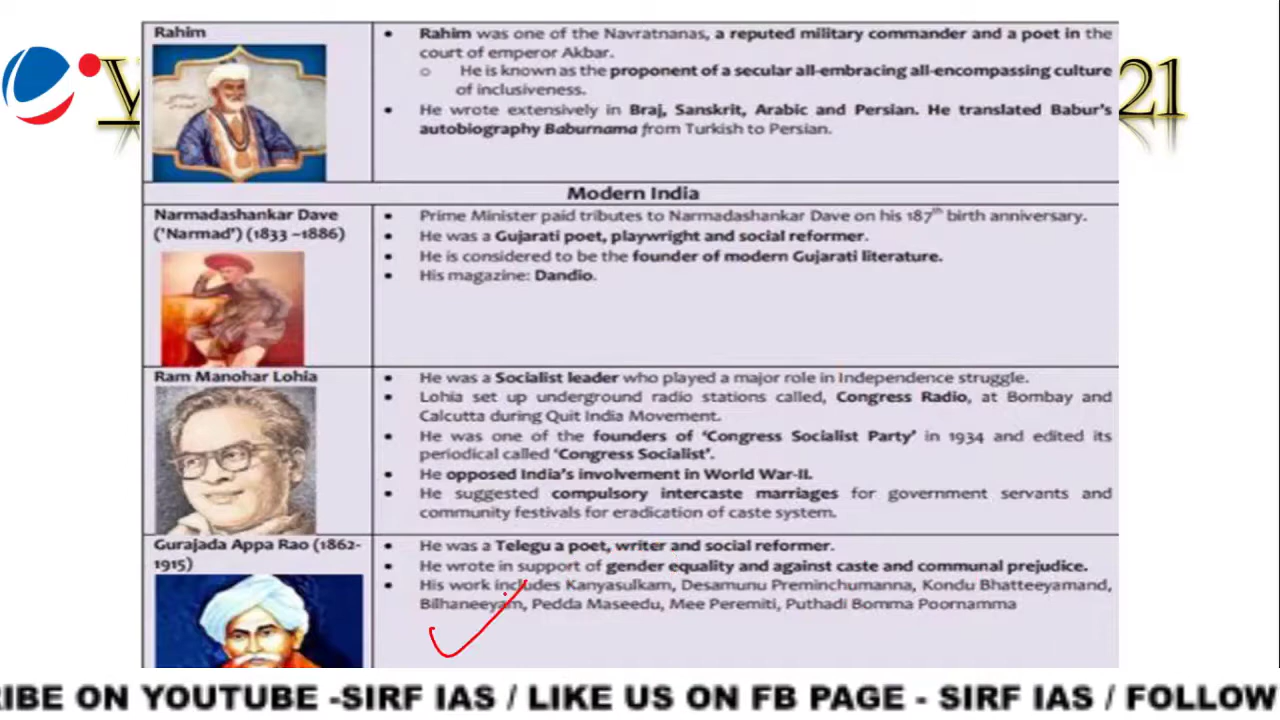 21
Rahim
• Rahim was one of the Navratnanas, a reputed military commander and a poet in the
court of emperor Akbar.
o He is known as the proponent of a secular all-embracing all-encompassing culture
of inclusiveness.
• He wrote extensively in Braj, Sanskrit, Arabic and Persian. He translated Babur's
autobiography Baburnama from Turkish to Persian.
Modern India
Narmadashankar Dave
('Narmad') (1833 –1886)
• Prime Minister paid tributes to Narmadashankar Dave on his 187th birth anniversary.
• He was a Gujarati poet, playwright and social reformer.
• He is considered to be the founder of modern Gujarati literature.
• His magazine: Dandio.
Ram Manohar Lohia
• He was a Socialist leader who played a major role in Independence struggle.
• Lohia set up underground radio stations called, Congress Radio, at Bombay and
Calcutta during Quit India Movement.
• He was one of the founders of 'Congress Socialist Party' in 1934 and edited its
periodical called 'Congress Socialist'.
• He opposed India's involvement in World War-II.
• He suggested compulsory intercaste marriages for government servants and
community festivals for eradication of caste system.
Gurajada Appa Rao (1862-
1915)
• He was a Telegu a poet, writer and social reformer.
• He wrote in support of gender equality and against caste and communal prejudice.
• His work includes Kanyasulkam, Desamunu Preminchumanna, Kondu Bhatteeyamand,
Bilhaneeyam, Pedda Maseedu, Mee Peremiti, Puthadi Bomma Poornamma
RIBE ON YOUTUBE -SIRF IAS / LIKE US ON FB PAGE - SIRF IAS / FOLLOW